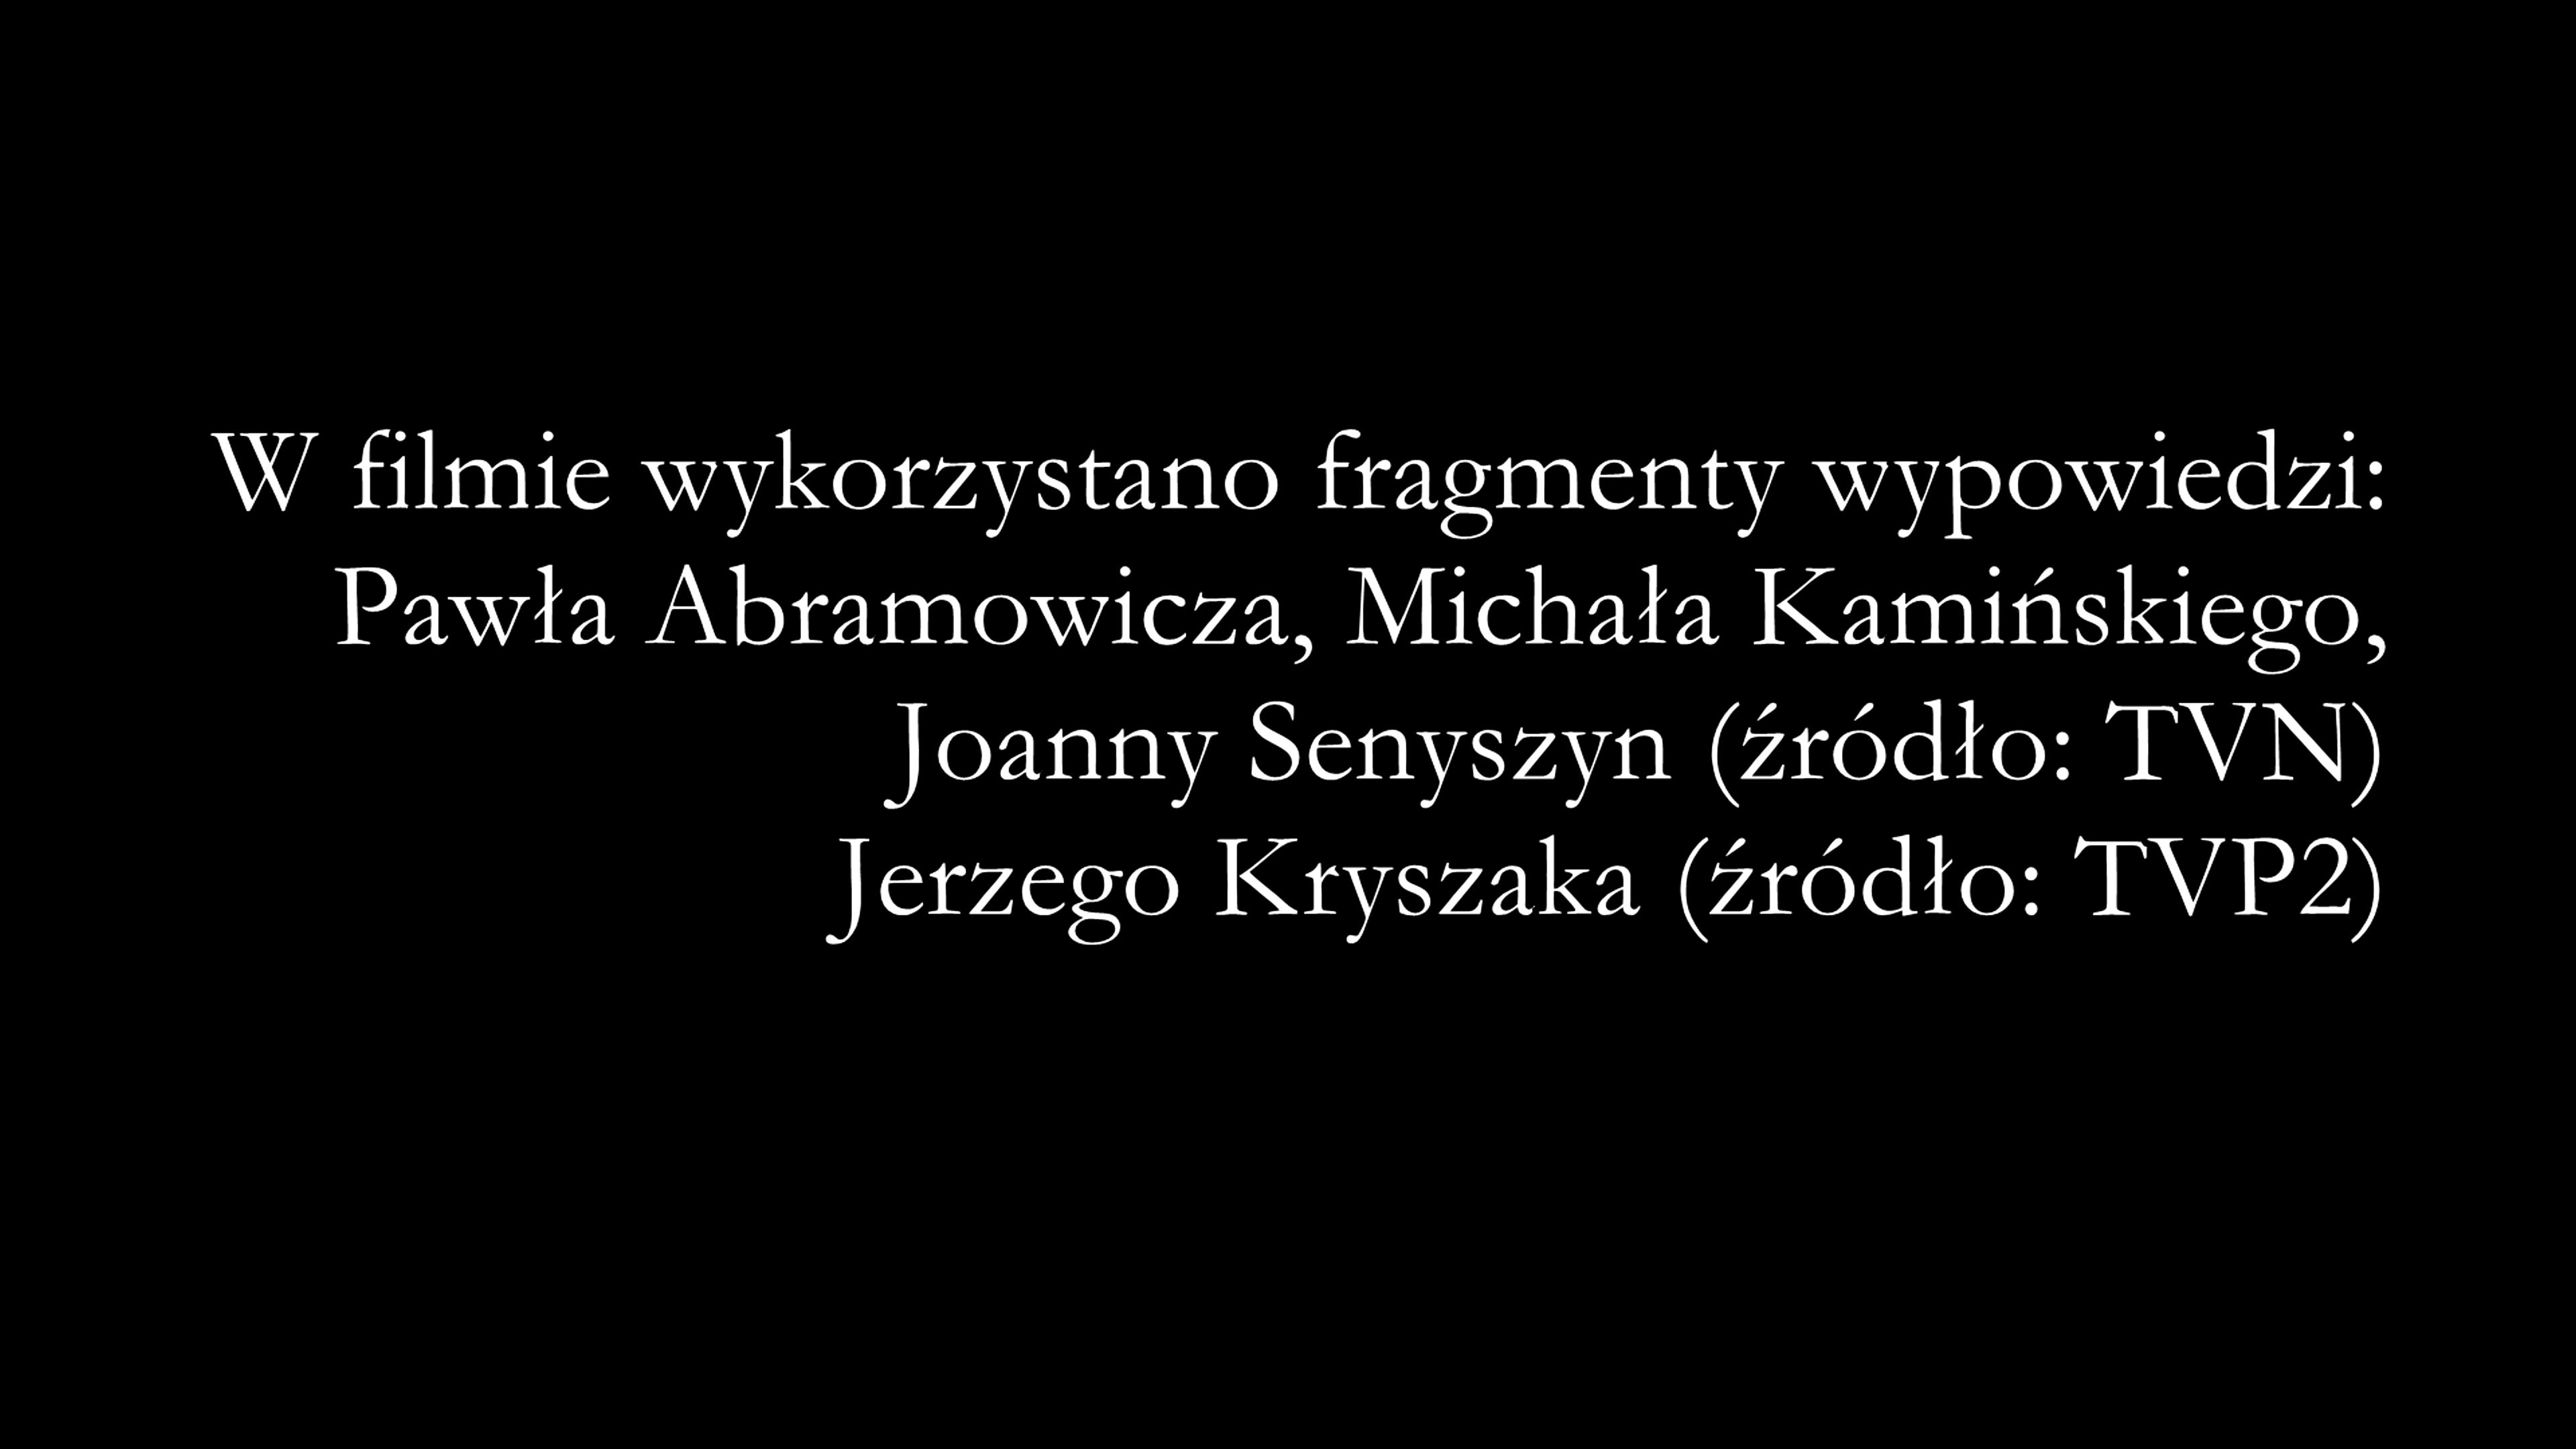 W filmie wykorzystano fragmenty wypowiedzi:
Pawła Abramowicza, Michała Kamińskiego,
Joanny Senyszyn (źródło: TVN)
Jerzego Kryszaka (źródło: TVP2)